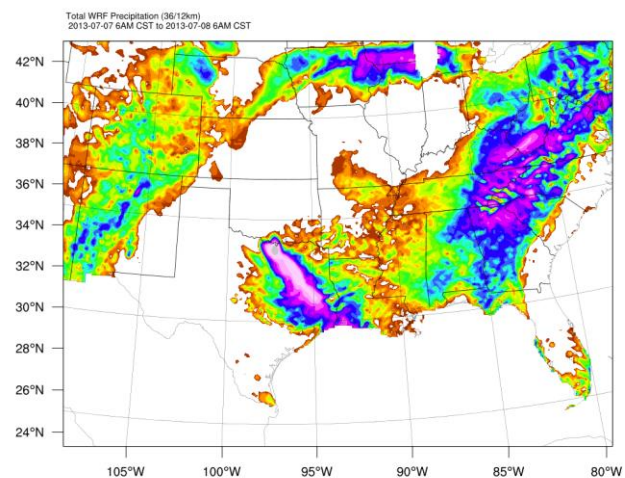 Total WRF Precipitation (36/12km)
2013-07-07 6AM CST to 2013-07-08 6AM CST
42°N
40°N
38°N
36°N
34°N
32°N
30°N
28°N
26°N
24°N
105°W
100°W
95°W
90°W
85°W
80°W